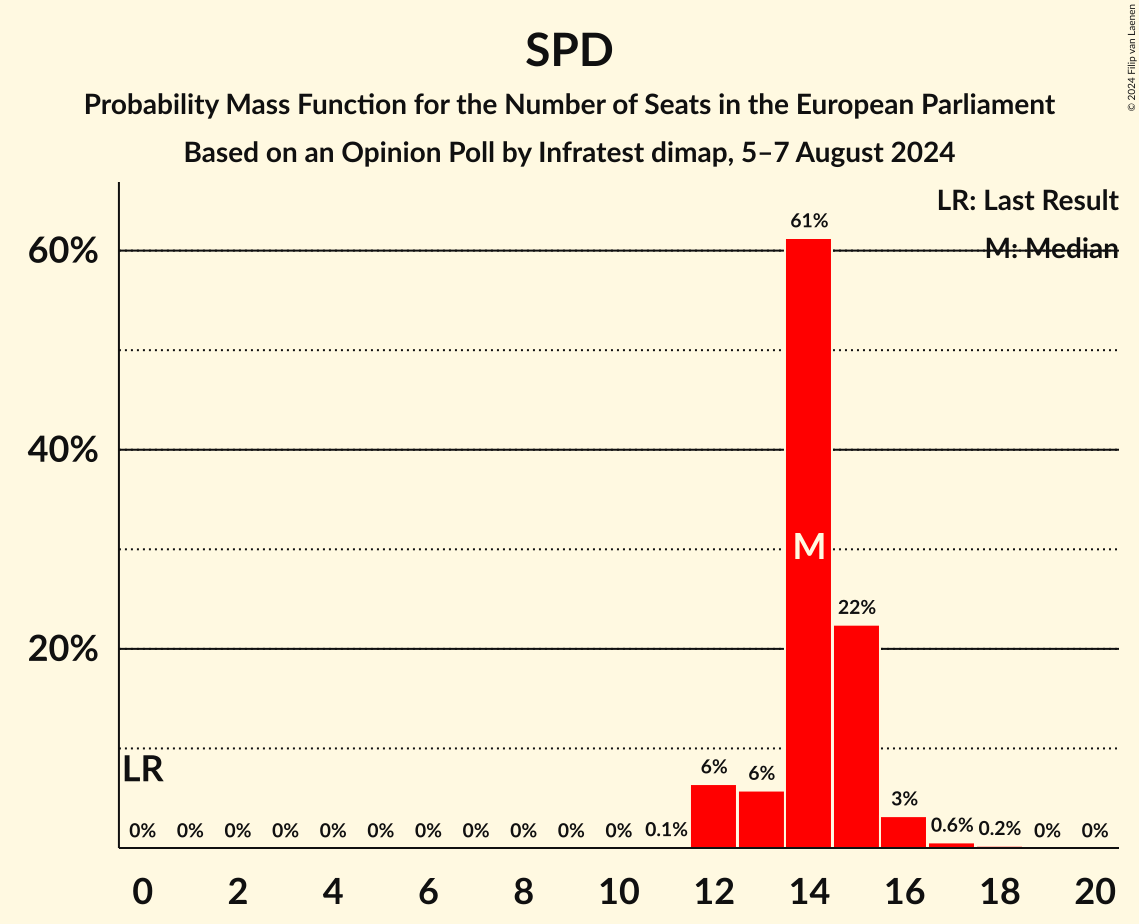 SPD
Probability Mass Function for the Number of Seats in the European Parliament
Based on an Opinion Poll by Infratest dimap, 5–7 August 2024
© 2024 Filip van Laenen
LR: Last Result
M: Median
61%
60%
40%
M
22%
20%
LR
6%
6%
3%
0% 0% 0% 0% 0% 0% 0% 0% 0% 0% 0% 0.1% 0.6% 0.2% 0% 0%
0 2 4 6 8 10 12 14 16 18 20